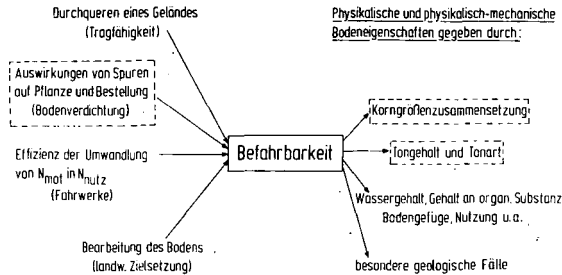 Durchqueren eines Geländes
(Tragfähigkeit)
Auswirkungen von Spuren
auf Pflanze und Bestellung
(Bodenverdichtung)
Effizienz der Umwandlung
von Nmot in Nnutz
(Fahrwerke)
Bearbeitung des Bodens
(landw. Zielsetzung)
Befahrbarkeit
Physikalische und physikalisch-mechanische
Bodeneigenschaften gegeben durch:
Korngrößenzusammensetzung
Tongehalt und Tonart
Wassergehalt, Gehalt an organ. Substanz
Bodengefüge, Nutzung u.a.
besondere geologische Fälle